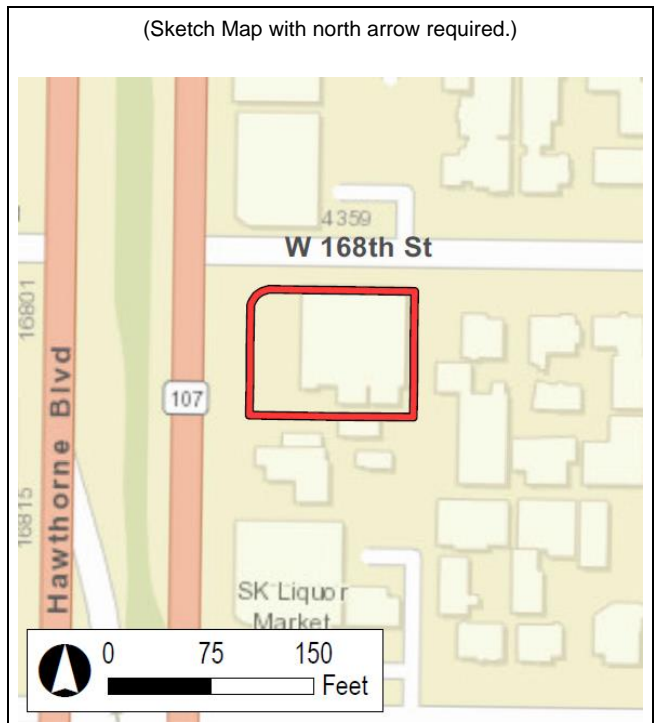 (Sketch Map with north arrow required.)
4359
W 168th St
16801
Hawthorne Blvd
107
16815
SK Liquor
Market
0 75 150
Feet